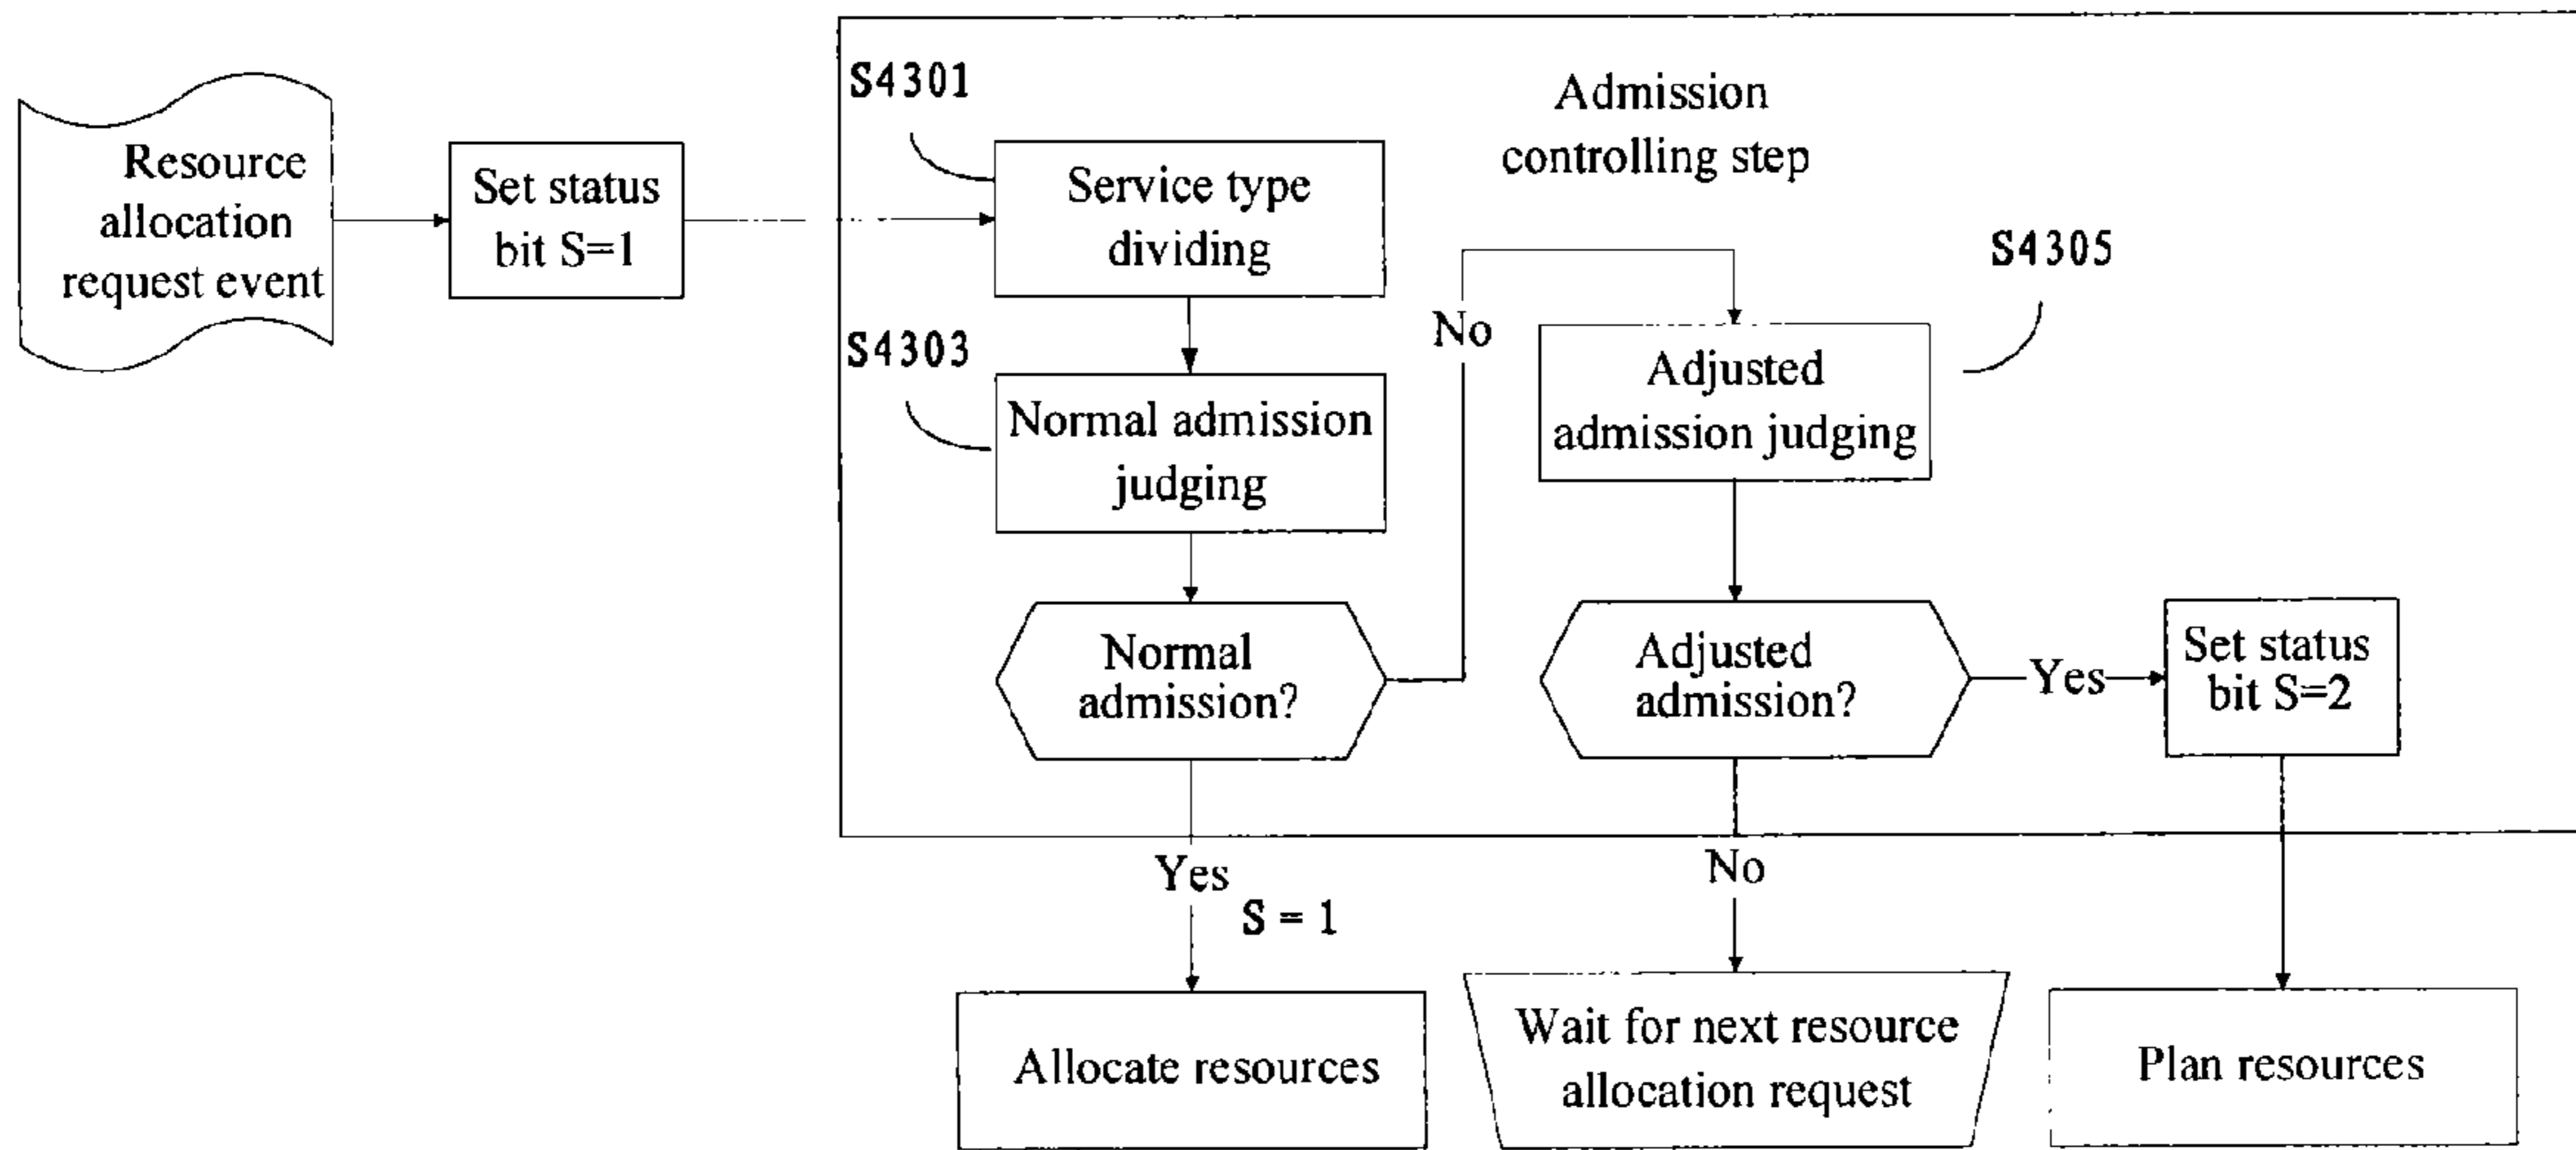 Resource
allocation
request event
Set status
bit S=1
S4301
Service type
dividing
Admission
controlling step
S4303
Normal admission
judging
No
S4305
Adjusted
admission judging
Normal
admission?
Adjusted
admission?
Yes
Set status
bit S=2
Yes
S = 1
No
Allocate resources
Wait for next resource
allocation request
Plan resources